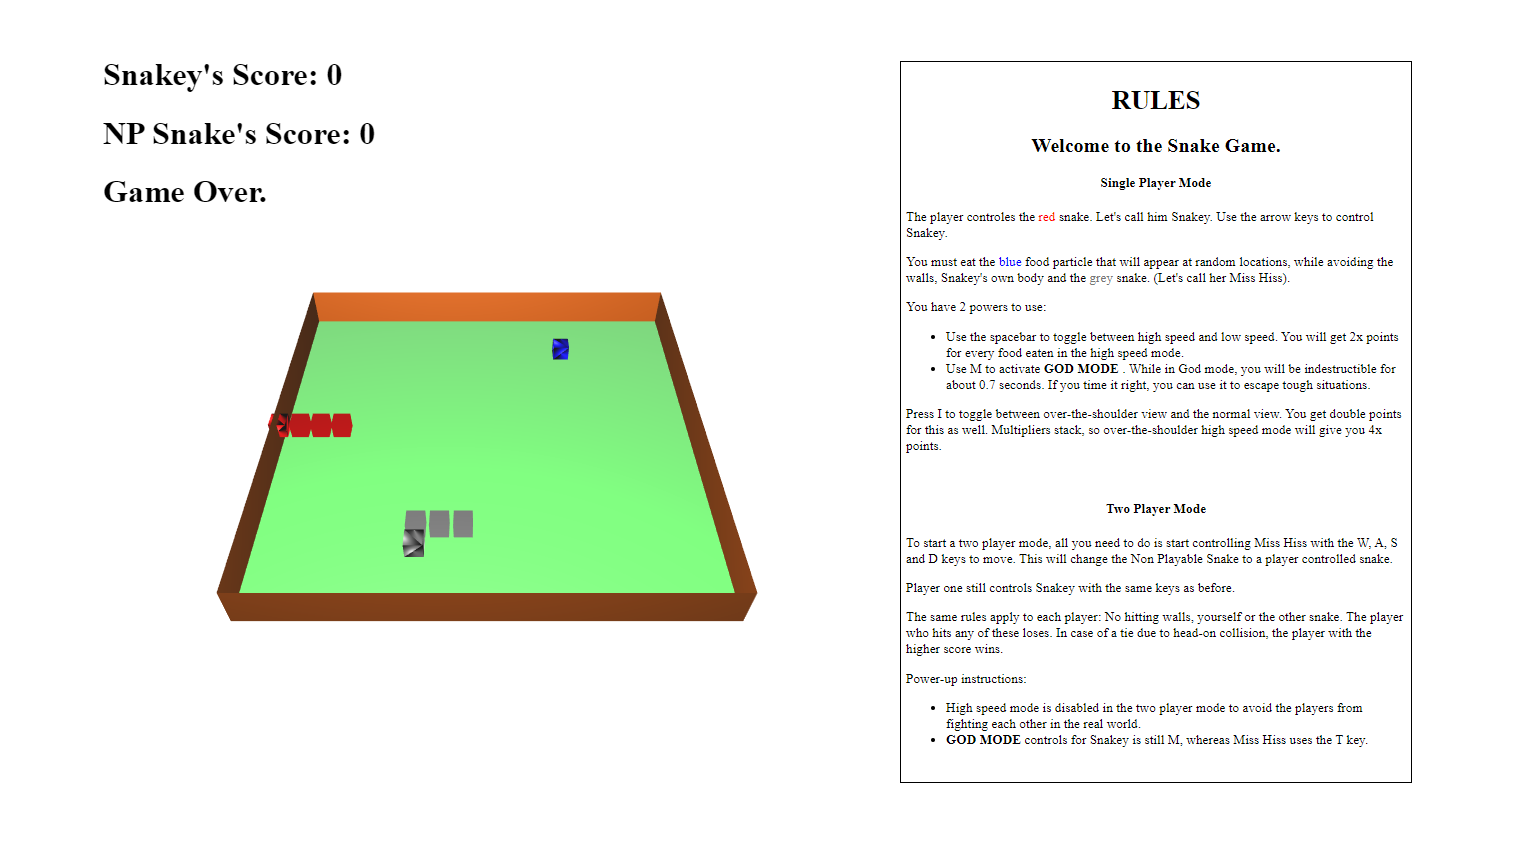 Snakey's Score: 0
NP Snake's Score: 0
Game Over.
RULES
Welcome to the Snake Game.
Single Player Mode
The player controles the red snake. Let's call him Snakey. Use the arrow keys to control
Snakey.
You must eat the blue food particle that will appear at random locations, while avoiding the
walls, Snakey's own body and the grey snake. (Let's call her Miss Hiss).
You have 2 powers to use:
• Use the spacebar to toggle between high speed and low speed. You will get 2x points
for every food eaten in the high speed mode.
• Use M to activate GOD MODE . While in God mode, you will be indestructible for
about 0.7 seconds. If you time it right, you can use it to escape tough situations.
Press I to toggle between over-the-shoulder view and the normal view. You get double points
for this as well. Multipliers stack, so over-the-shoulder high speed mode will give you 4x
points.
Two Player Mode
To start a two player mode, all you need to do is start controlling Miss Hiss with the W, A, S
and D keys to move. This will change the Non Playable Snake to a player controlled snake.
Player one still controls Snakey with the same keys as before.
The same rules apply to each player: No hitting walls, yourself or the other snake. The player
who hits any of these loses. In case of a tie due to head-on collision, the player with the
higher score wins.
Power-up instructions:
• High speed mode is disabled in the two player mode to avoid the players from
fighting each other in the real world.
• GOD MODE controls for Snakey is still M, whereas Miss Hiss uses the T key.